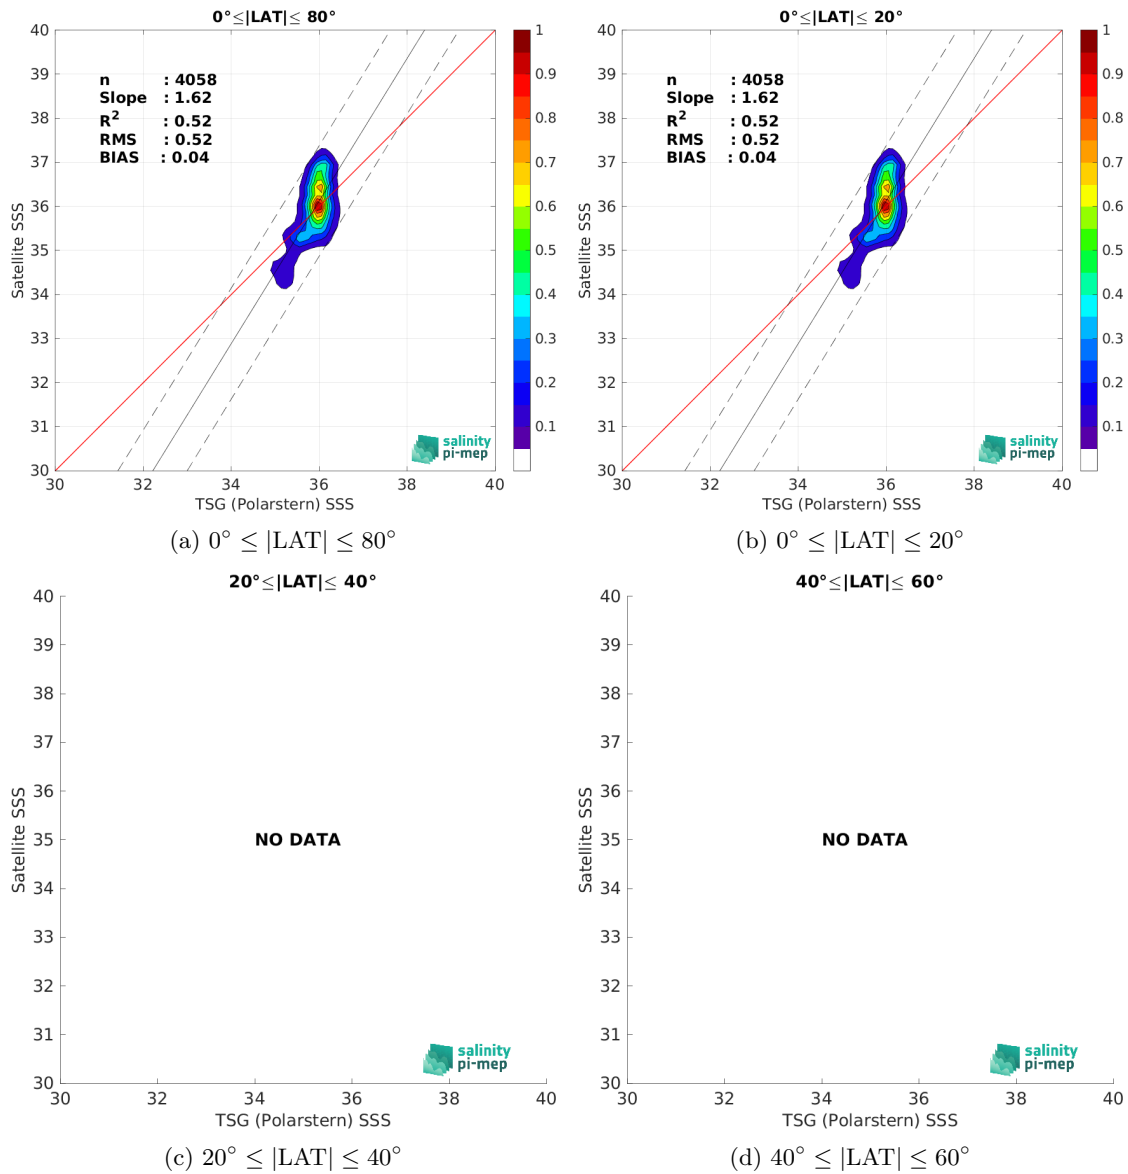 0°≤|LAT|≤ 80°
40
39
38
37
36
35
34
33
32
31
30
30
32
34
36
38
40
Satellite SSS
TSG (Polarstern) SSS
n : 4058
Slope : 1.62
R² : 0.52
RMS : 0.52
BIAS : 0.04
1
0.9
0.8
0.7
0.6
0.5
0.4
0.3
0.2
0.1
salinity
pi-mep
(a) 0° ≤ |LAT| ≤ 80°
0°≤|LAT|≤ 20°
40
39
38
37
36
35
34
33
32
31
30
30
32
34
36
38
40
Satellite SSS
TSG (Polarstern) SSS
n : 4058
Slope : 1.62
R² : 0.52
RMS : 0.52
BIAS : 0.04
1
0.9
0.8
0.7
0.6
0.5
0.4
0.3
0.2
0.1
salinity
pi-mep
(b) 0° ≤ |LAT| ≤ 20°
20°≤|LAT|≤ 40°
40
39
38
37
36
35
34
33
32
31
30
30
32
34
36
38
40
Satellite SSS
TSG (Polarstern) SSS
NO DATA
salinity
pi-mep
(c) 20° ≤ |LAT| ≤ 40°
40°≤|LAT|≤ 60°
40
39
38
37
36
35
34
33
32
31
30
30
32
34
36
38
40
Satellite SSS
TSG (Polarstern) SSS
NO DATA
salinity
pi-mep
(d) 40° ≤ |LAT| ≤ 60°